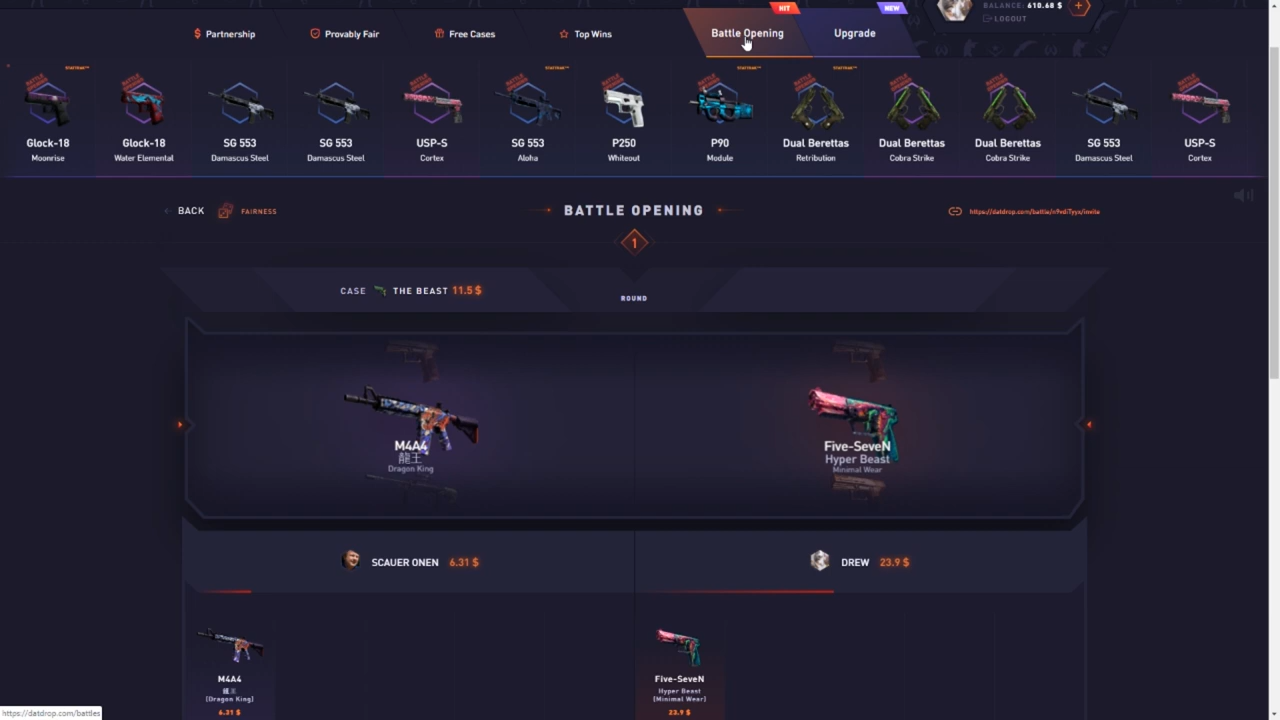 HIT
NEW
BALANCE: 610.68 $
LOGOUT
Partnership
Provably Fair
Free Cases
Top Wins
Battle Opening
Upgrade
Glock-18
Moonrise
Glock-18
Water Elemental
SG 553
Damascus Steel
SG 553
Damascus Steel
USP-S
Cortex
SG 553
Aloha
P250
Whiteout
P90
Module
Dual Berettas
Retribution
Dual Berettas
Cobra Strike
Dual Berettas
Cobra Strike
SG 553
Damascus Steel
USP-S
Cortex
BACK
FAIRNESS
BATTLE OPENING
1
CASE THE BEAST 11.5 $
ROUND
M4A4
龍王
Dragon King
Five-SeveN
Hyper Beast
Minimal Wear
SCAUER ONEN 6.31 $
DREW 23.9 $
M4A4
龍王
(Dragon King)
6.31 $
Five-SeveN
Hyper Beast
(Minimal Wear)
23.9 $
https://datdrop.com/battles